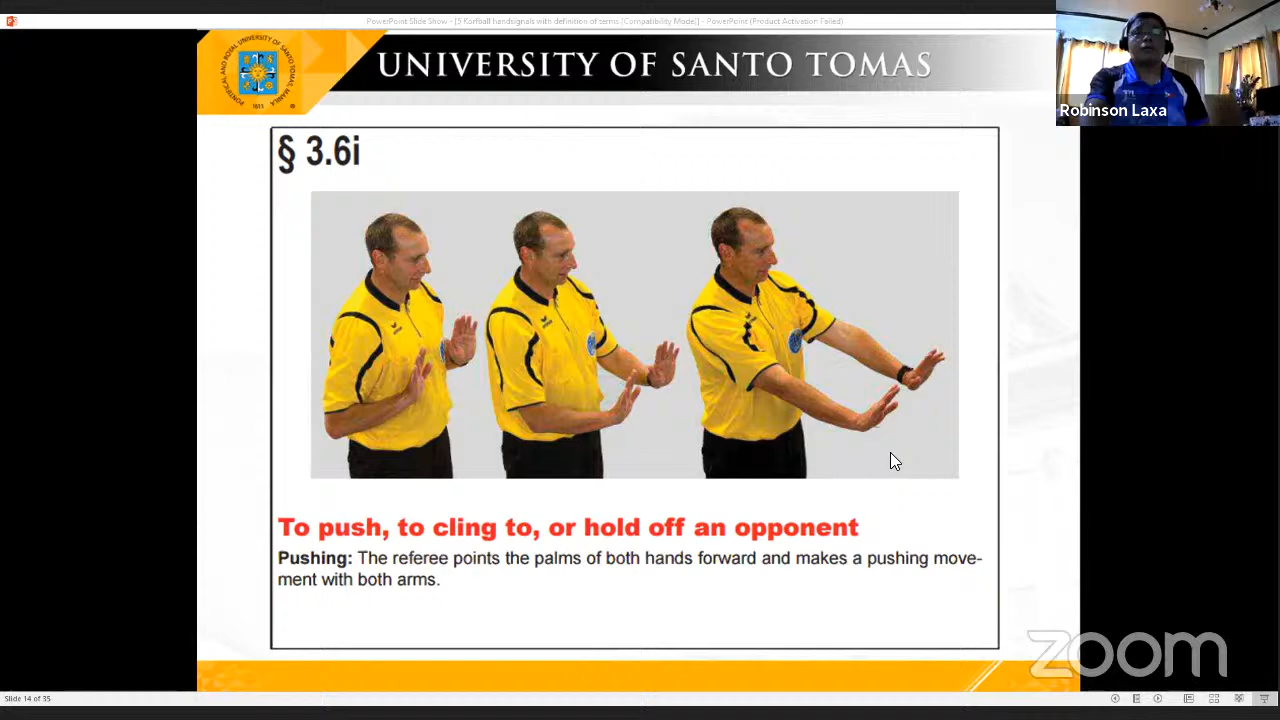 PowerPoint Slide Show - [5 Korfball handsignals with definition of terms [Compatibility Mode]] - PowerPoint (Product Activation Failed)
UNIVERSITY OF SANTO TOMAS
Robinson Laxa
§ 3.6i
To push, to cling to, or hold off an opponent
Pushing: The referee points the palms of both hands forward and makes a pushing move-
ment with both arms.
zoom
Slide 14 of 35